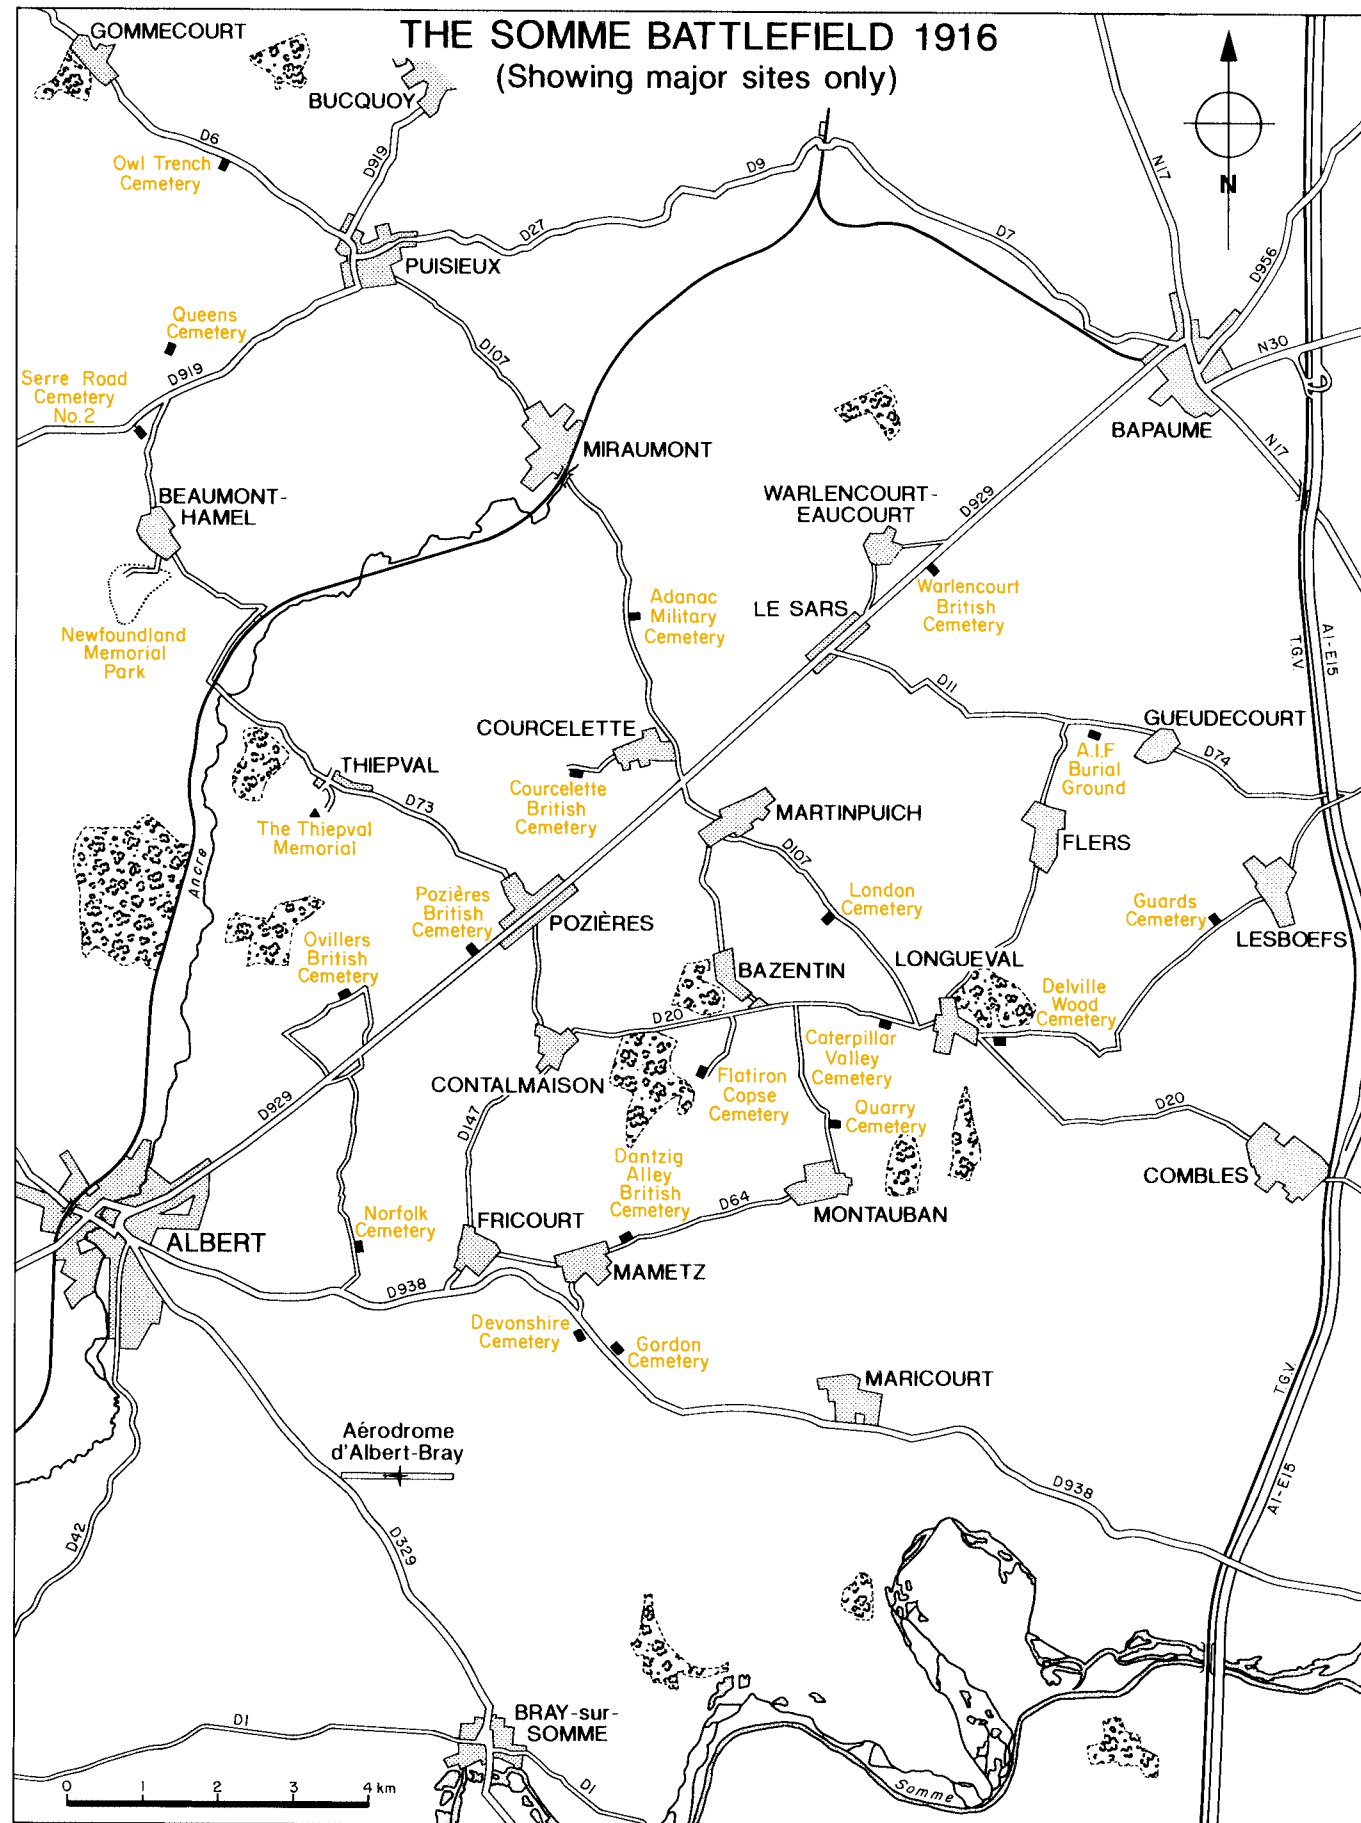 THE SOMME BATTLEFIELD 1916
(Showing major sites only)
GOMMECOURT
BUCQUOY
D6
D919
Owl Trench
Cemetery
D9
D27
N17
N
D7
D956
PUISIEUX
Queens
Cemetery
D107
N30
D919
Serre Road
Cemetery
No.2
BAPAUME
MIRAUMONT
N17
BEAUMONT-
HAMEL
WARLENCOURT-
EAUCOURT
D929
Adanac
Military
Cemetery
LE SARS
Warlencourt
British
Cemetery
Newfoundland
Memorial
Park
T.G.V.
A1-E15
D11
COURCELETTE
GUEUDECOURT
A.I.F
Burial
Ground
D74
THIEPVAL
D73
Courcelette
British
Cemetery
The Thiepval
Memorial
MARTINPUICH
FLERS
D107
Ancre
Pozières
British
Cemetery
POZIÈRES
London
Cemetery
Guards
Cemetery
LESBOEFS
Ovillers
British
Cemetery
BAZENTIN
LONGUEVAL
Delville
Wood
Cemetery
D20
CONTALMAISON
Caterpillar
Valley
Cemetery
Flatiron
Copse
Cemetery
D929
D147
Quarry
Cemetery
D20
Dantzig
Alley
British
Cemetery
COMBLES
D64
Norfolk
Cemetery
FRICOURT
MONTAUBAN
ALBERT
MAMETZ
D938
Devonshire
Cemetery
Gordon
Cemetery
MARICOURT
T.G.V.
Aérodrome
d'Albert-Bray
D938
A1-E15
D42
D329
BRAY-sur-
SOMME
D1
D1
Somme
0 1 2 3 4 km